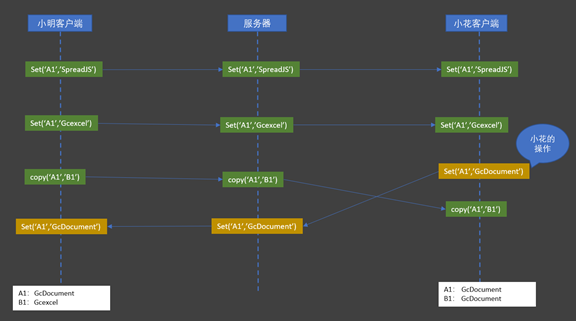 小明客户端
服务器
小花客户端
Set('A1','SpreadJS')
Set('A1','SpreadJS')
Set('A1','SpreadJS')
Set('A1','Gcexcel')
Set('A1','Gcexcel')
Set('A1','Gcexcel')
小花的
操作
Set('A1','GcDocument')
copy('A1','B1')
copy('A1','B1')
copy('A1','B1')
Set('A1','GcDocument')
Set('A1','GcDocument')
A1: GcDocument
B1: Gcexcel
A1: GcDocument
B1: GcDocument